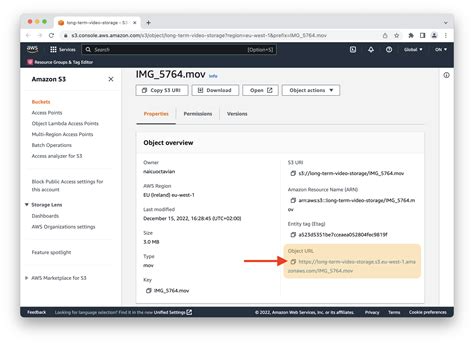 long-term-video-storage - S3
s3.console.aws.amazon.com/s3/object/long-term-video-storage?region=eu-west-1&prefix=IMG_5764.mov
aws
Services
Search
[Option+S]
Global
ON
Resource Groups & Tag Editor
Amazon S3
Buckets
Access Points
Object Lambda Access Points
Multi-Region Access Points
Batch Operations
Access analyzer for S3
Block Public Access settings for
this account
Storage Lens
Dashboards
AWS Organizations settings
Feature spotlight
AWS Marketplace for S3
IMG_5764.mov
Info
Copy S3 URI
Download
Open
Object actions
Properties
Permissions
Versions
Object overview
Owner
naicuoctavian
AWS Region
EU (Ireland) eu-west-1
Last modified
December 15, 2022, 16:28:45 (UTC+02:00)
Size
3.0 MB
Type
mov
Key
IMG_5764.mov
S3 URI
s3://long-term-video-storage/IMG_5764.mov
Amazon Resource Name (ARN)
arn:aws:s3:::long-term-video-storage/IMG_5764.mov
Entity tag (Etag)
a523d5351be7cceaea052804fec9819f
Object URL
https://long-term-video-storage.s3.eu-west-1.ama
zonaws.com/IMG_5764.mov
Feedback
Looking for language selection? Find it in the new Unified Settings
© 2022, Amazon Web Services, Inc. or its affiliates.
Privacy
Terms
Cookie preferences